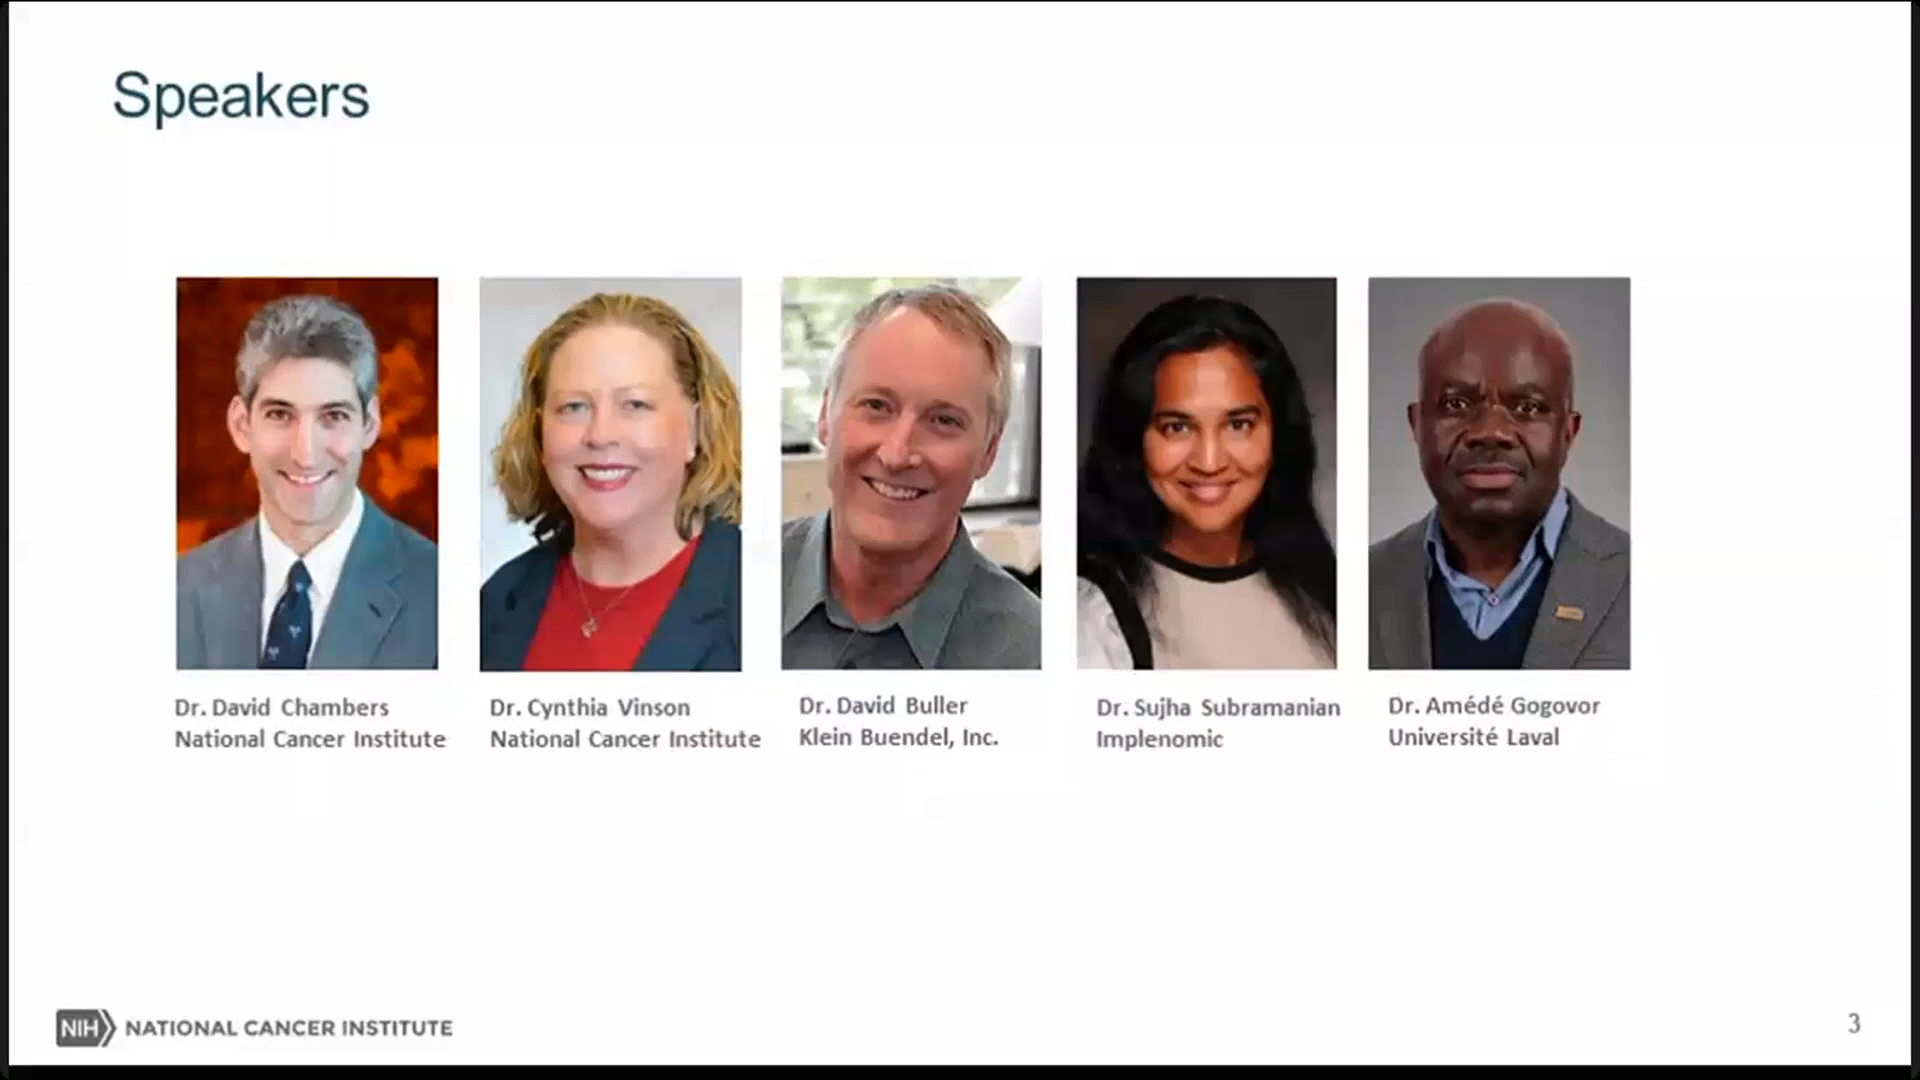 Speakers
Dr. David Chambers
National Cancer Institute
Dr. Cynthia Vinson
National Cancer Institute
Dr. David Buller
Klein Buendel, Inc.
Dr. Sujha Subramanian
Implenomic
Dr. Amédé Gogovor
Université Laval
NIH NATIONAL CANCER INSTITUTE
3